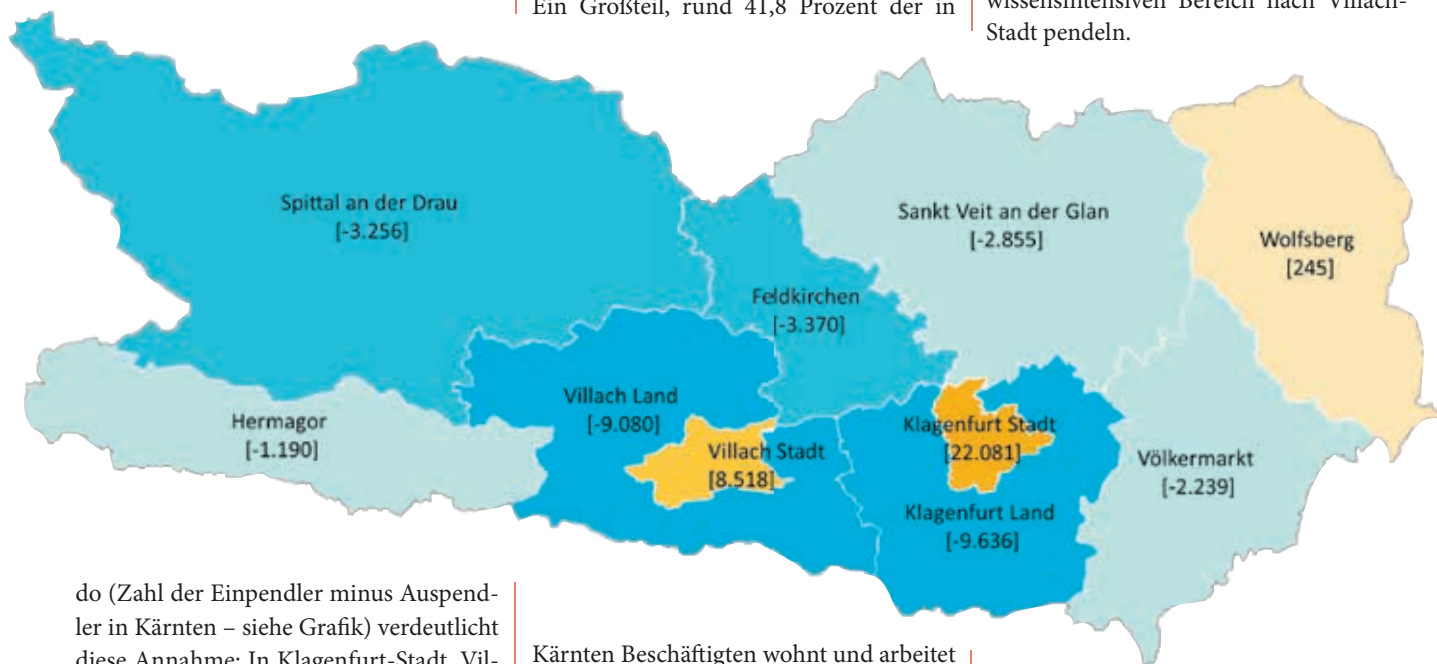 Ein Großteil, rund 41,8 Prozent der in
wissensintensiven Bereich nach Villach-
Stadt pendeln.
Spittal an der Drau
[-3.256]
Sankt Veit an der Glan
[-2.855]
Wolfsberg
[245]
Feldkirchen
[-3.370]
Villach Land
[-9.080]
Hermagor
[-1.190]
Villach Stadt
[8.518]
Klagenfurt Stadt
[22.081]
Völkermarkt
[-2.239]
Klagenfurt Land
[-9.636]
do (Zahl der Einpendler minus Auspend-
ler in Kärnten – siehe Grafik) verdeutlicht
diese Annahme: In Klagenfurt-Stadt, Vil-
Kärnten Beschäftigten wohnt und arbeitet